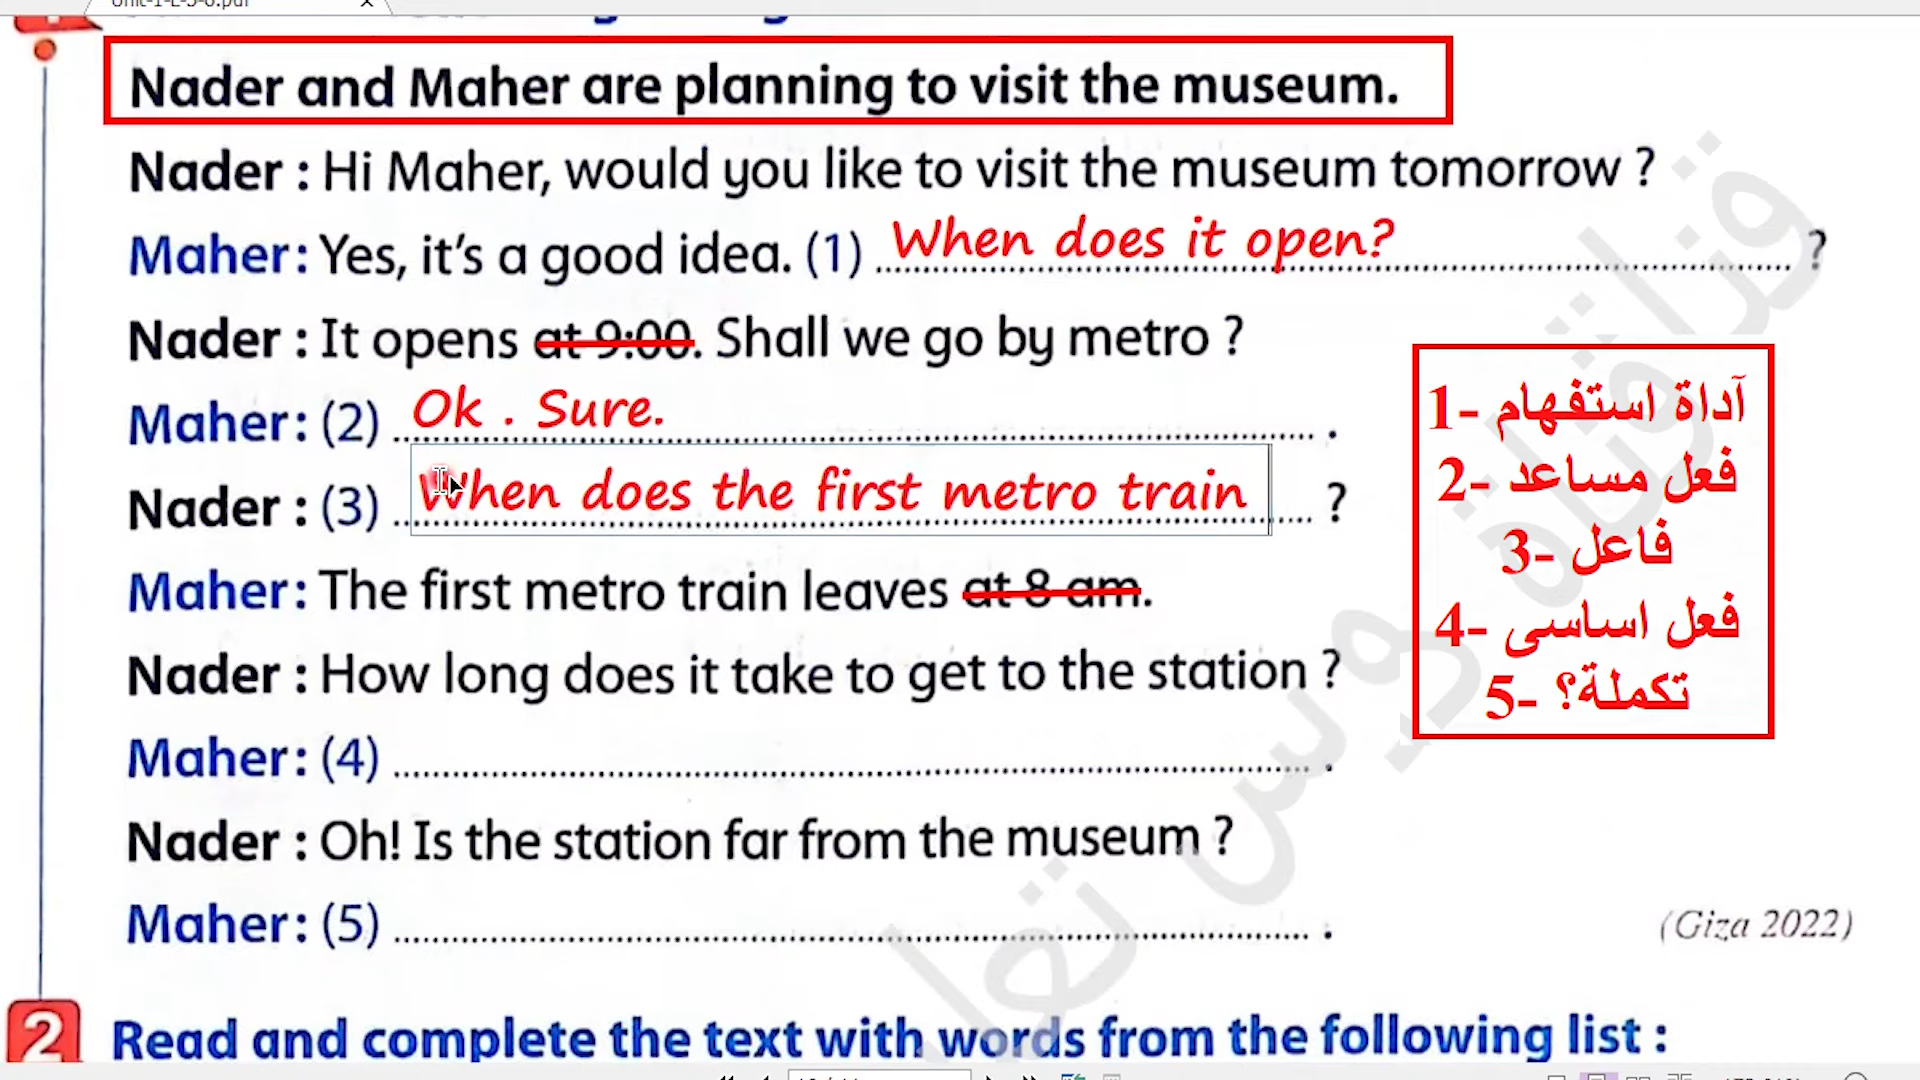 Unit-1-L-5-6.pdf
Nader and Maher are planning to visit the museum.
Nader : Hi Maher, would you like to visit the museum tomorrow ?
Maher: Yes, it's a good idea. (1) When does it open? ?
Nader : It opens at 9:00. Shall we go by metro ?
Maher: (2) Ok . Sure. .
Nader : (3) When does the first metro train ?
Maher: The first metro train leaves at 8 am.
Nader : How long does it take to get to the station ?
Maher: (4) .
Nader : Oh! Is the station far from the museum ?
Maher: (5) .
(Giza 2022)
1- آداة استفهام
2- فعل مساعد
3- فاعل
4- فعل اساسى
5- تكملة؟
2 Read and complete the text with words from the following list :